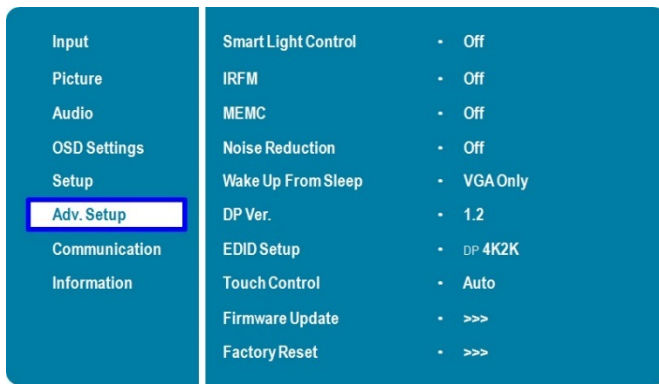 Input
Picture
Audio
OSD Settings
Setup
Adv. Setup
Communication
Information
Smart Light Control • Off
IRFM • Off
MEMC • Off
Noise Reduction • Off
Wake Up From Sleep • VGA Only
DP Ver. • 1.2
EDID Setup • DP 4K2K
Touch Control • Auto
Firmware Update • >>>
Factory Reset • >>>